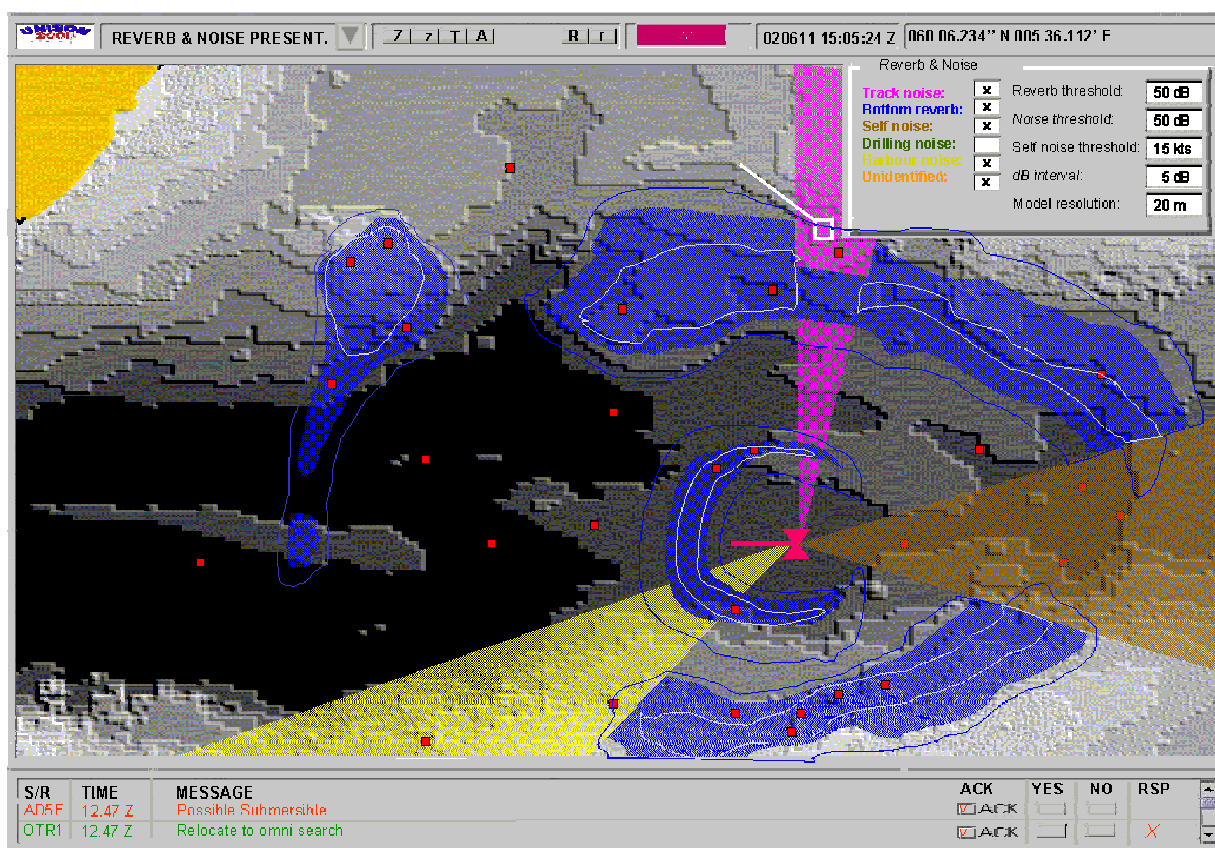 REVERB & NOISE PRESENT.
Z z T A
R r
020611 15:05:24 Z
060 06.234'' N 005 36.112' E
Reverb & Noise
Track noise: x
Reverb threshold: 50 dB
Bottom reverb: x
Noise threshold: 50 dB
Self noise: x
Self noise threshold: 15 kts
Drilling noise:
Harbour noise: x
dB interval: 5 dB
Unidentified: x
Model resolution: 20 m
S/R TIME MESSAGE ACK YES NO RSP
12.47 Z Possible Submersible ACK
OTR1 12.47 Z Relocate to omni search ACK X